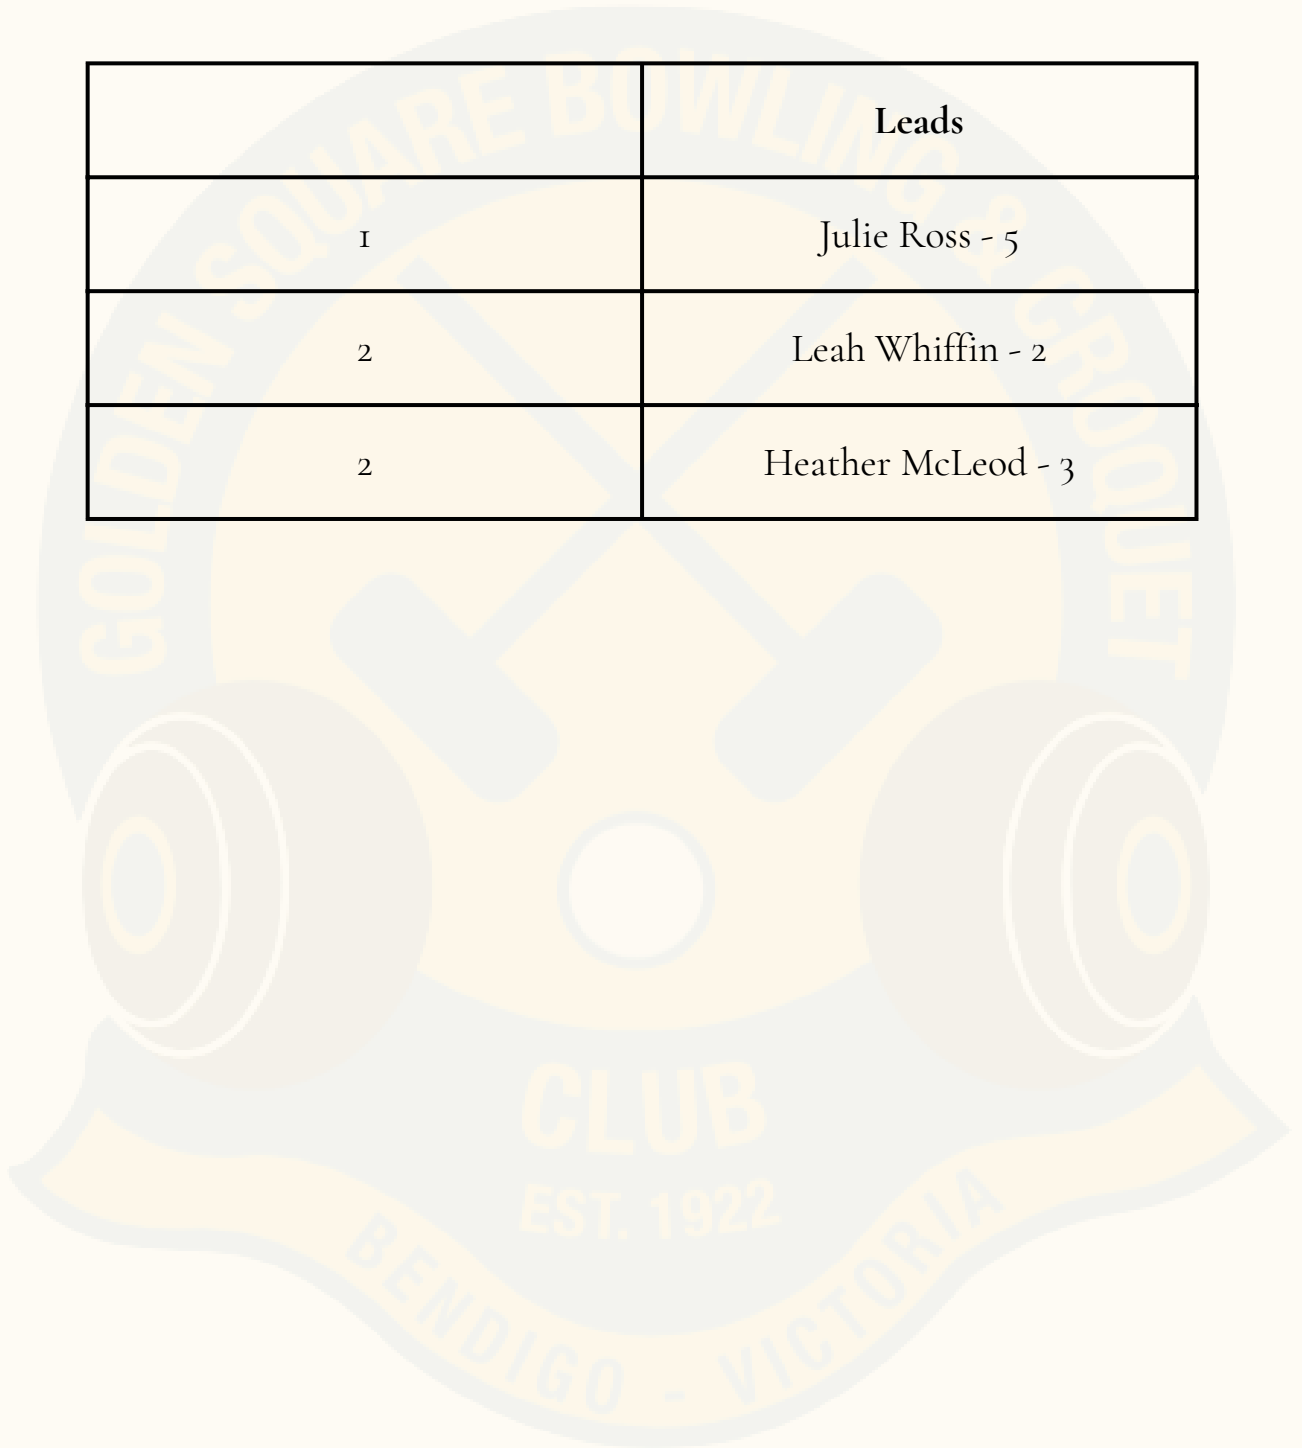 Leads
1 Julie Ross - 5
2 Leah Whiffin - 2
2 Heather McLeod - 3
GOLDEN SQUARE BOWLING & CROQUET
CLUB
EST. 1922
BENDIGO - VICTORIA